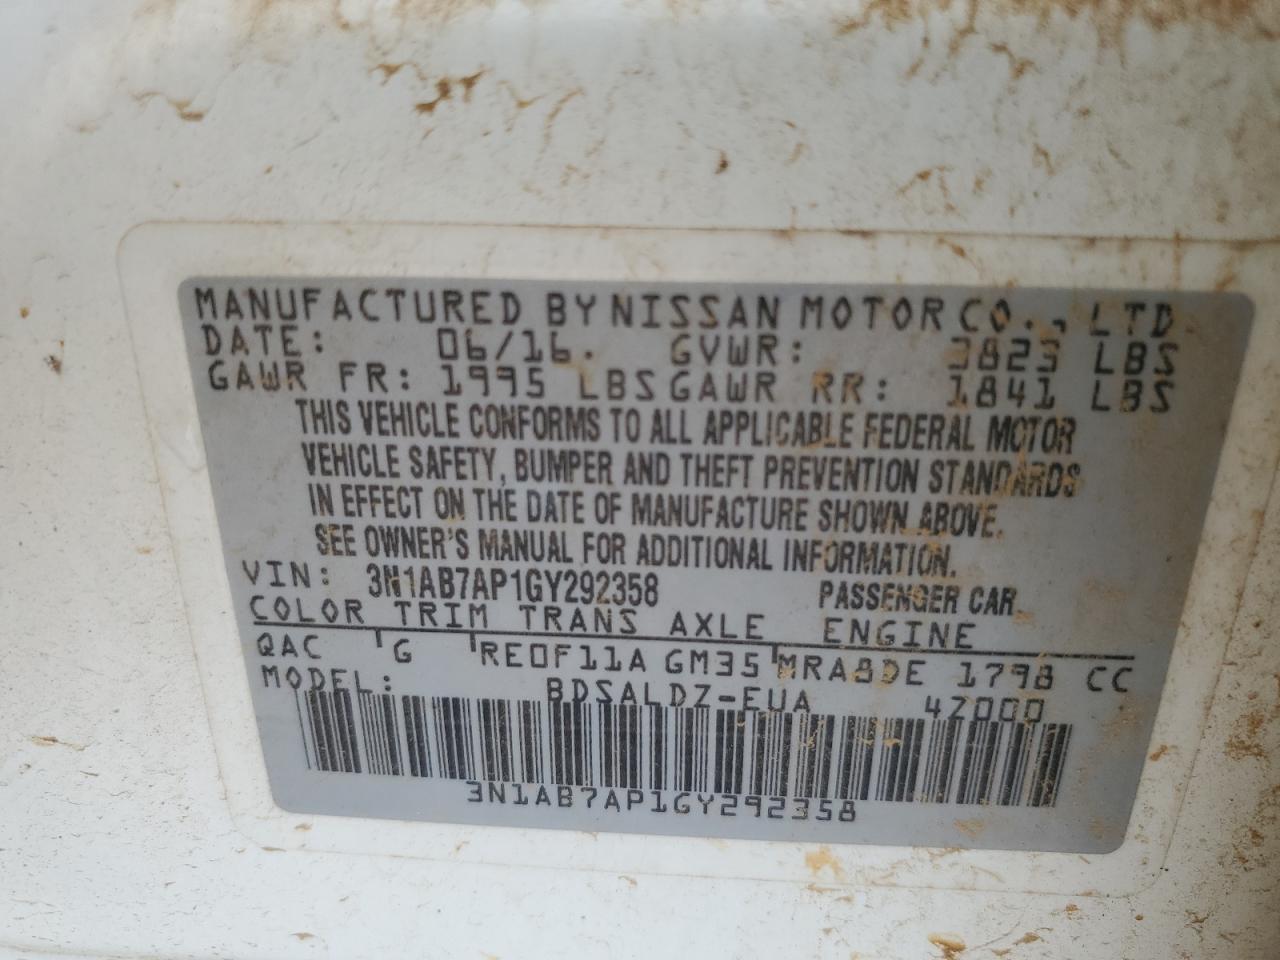 MANUFACTURED BY NISSAN MOTOR CO., LTD
DATE: 06/16. GVWR: 3823 LBS
GAWR FR: 1995 LBS GAWR RR: 1841 LBS
THIS VEHICLE CONFORMS TO ALL APPLICABLE FEDERAL MOTOR
VEHICLE SAFETY, BUMPER AND THEFT PREVENTION STANDARDS
IN EFFECT ON THE DATE OF MANUFACTURE SHOWN ABOVE.
SEE OWNER'S MANUAL FOR ADDITIONAL INFORMATION.
VIN: 3N1AB7AP1GY292358 PASSENGER CAR
COLOR TRIM TRANS AXLE ENGINE
QAC G RE0F11A GM35 MRA8DE 1798 CC
MODEL: BDSALDZ-EUA 4Z000
3N1AB7AP1GY292358